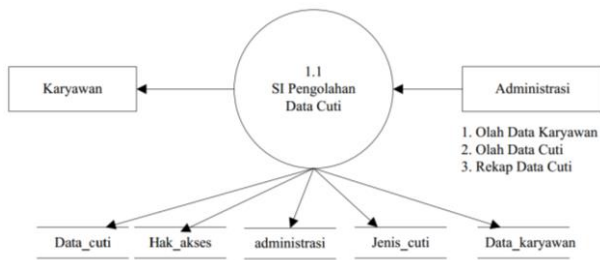 1.1
SI Pengolahan
Data Cuti
Karyawan
Administrasi
1. Olah Data Karyawan
2. Olah Data Cuti
3. Rekap Data Cuti
Data_cuti
Hak_akses
administrasi
Jenis_cuti
Data_karyawan